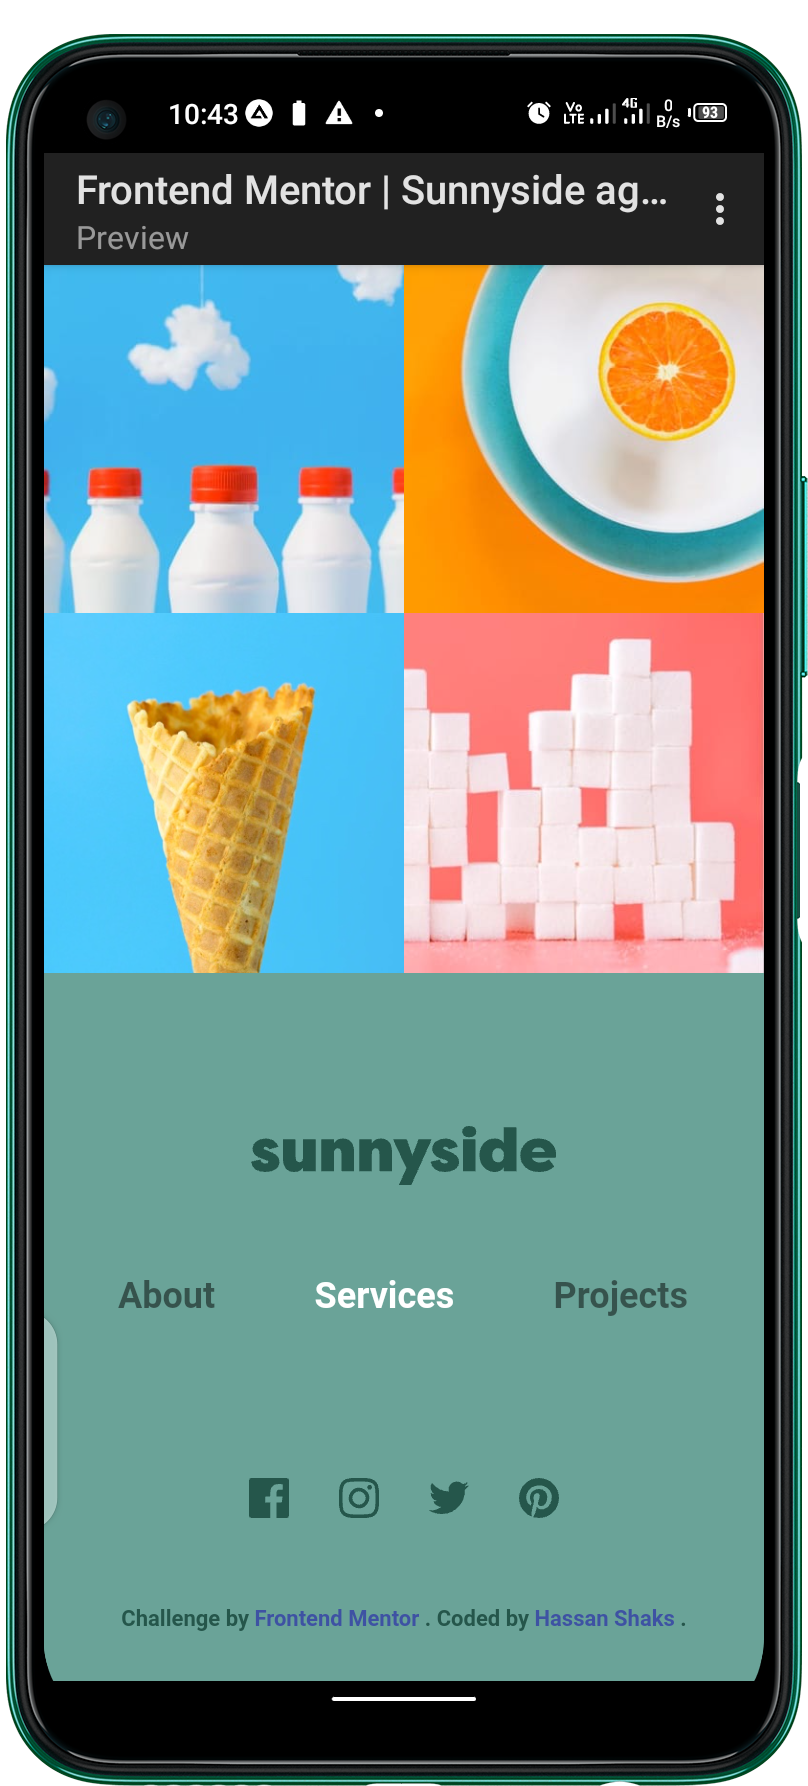 10:43 Vo LTE 4G 0 B/s 93
Frontend Mentor | Sunnyside ag...
Preview
sunnyside
About Services Projects
Challenge by Frontend Mentor . Coded by Hassan Shaks .